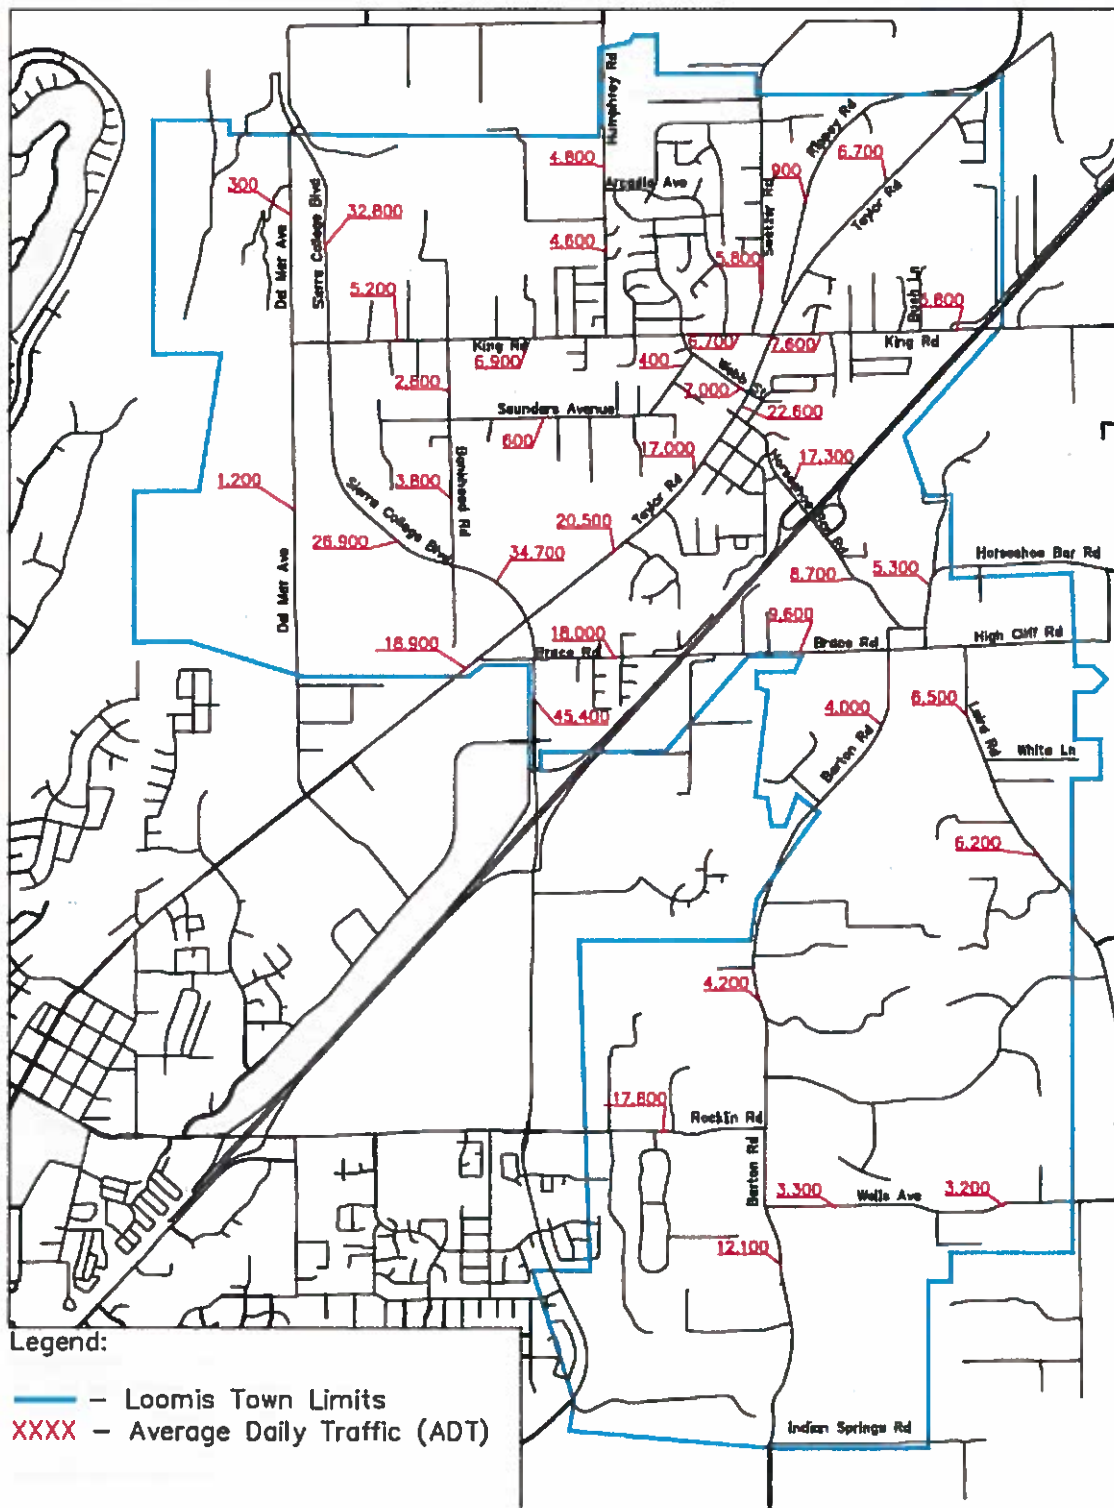 Humphrey Rd
4,800
Arcadia Ave
300
32,800
Del Mar Ave
Sierra College Blvd
4,600
900
Rippey Rd
6,700
Taylor Rd
Swetzer Rd
5,800
5,200
King Rd
6,900
6,700
7,600
Bush Ln
King Rd
400
Webb St
7,000
22,600
2,800
Saunders Avenue
600
17,000
17,300
1,200
3,800
Bankhead Rd
Sierra College Blvd
26,900
34,700
20,500
Taylor Rd
Horseshoe Bar Rd
8,700
5,300
Horseshoe Bar Rd
Del Mar Ave
18,900
18,000
Brace Rd
9,600
Brace Rd
High Cliff Rd
45,400
4,000
Barton Rd
6,500
Laird Rd
White Ln
6,200
4,200
17,800
Rocklin Rd
Barton Rd
3,300
Wells Ave
3,200
12,100
Indian Springs Rd
Legend:
– Loomis Town Limits
XXXX – Average Daily Traffic (ADT)